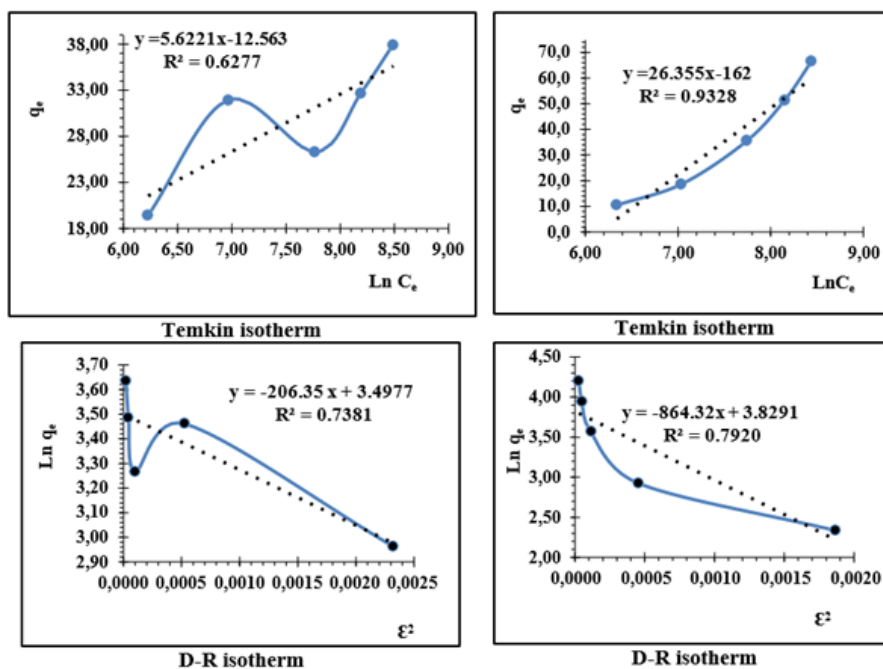 38,00
33,00
28,00
23,00
18,00
qe
y =5.6221x-12.563
R² = 0.6277
6,00 6,50 7,00 7,50 8,00 8,50 9,00
Ln Ce
Temkin isotherm
70,0
60,0
50,0
40,0
30,0
20,0
10,0
0,0
qe
y =26.355x-162
R² = 0.9328
6,00 7,00 8,00 9,00
LnCe
Temkin isotherm
3,70
3,60
3,50
3,40
3,30
3,20
3,10
3,00
2,90
Ln qe
y = -206.35 x + 3.4977
R² = 0.7381
0,0000 0,0005 0,0010 0,0015 0,0020 0,0025
Ɛ²
D-R isotherm
4,50
4,00
3,50
3,00
2,50
2,00
Ln qe
y = -864.32x + 3.8291
R² = 0.7920
0,0000 0,0005 0,0010 0,0015 0,0020
Ɛ²
D-R isotherm